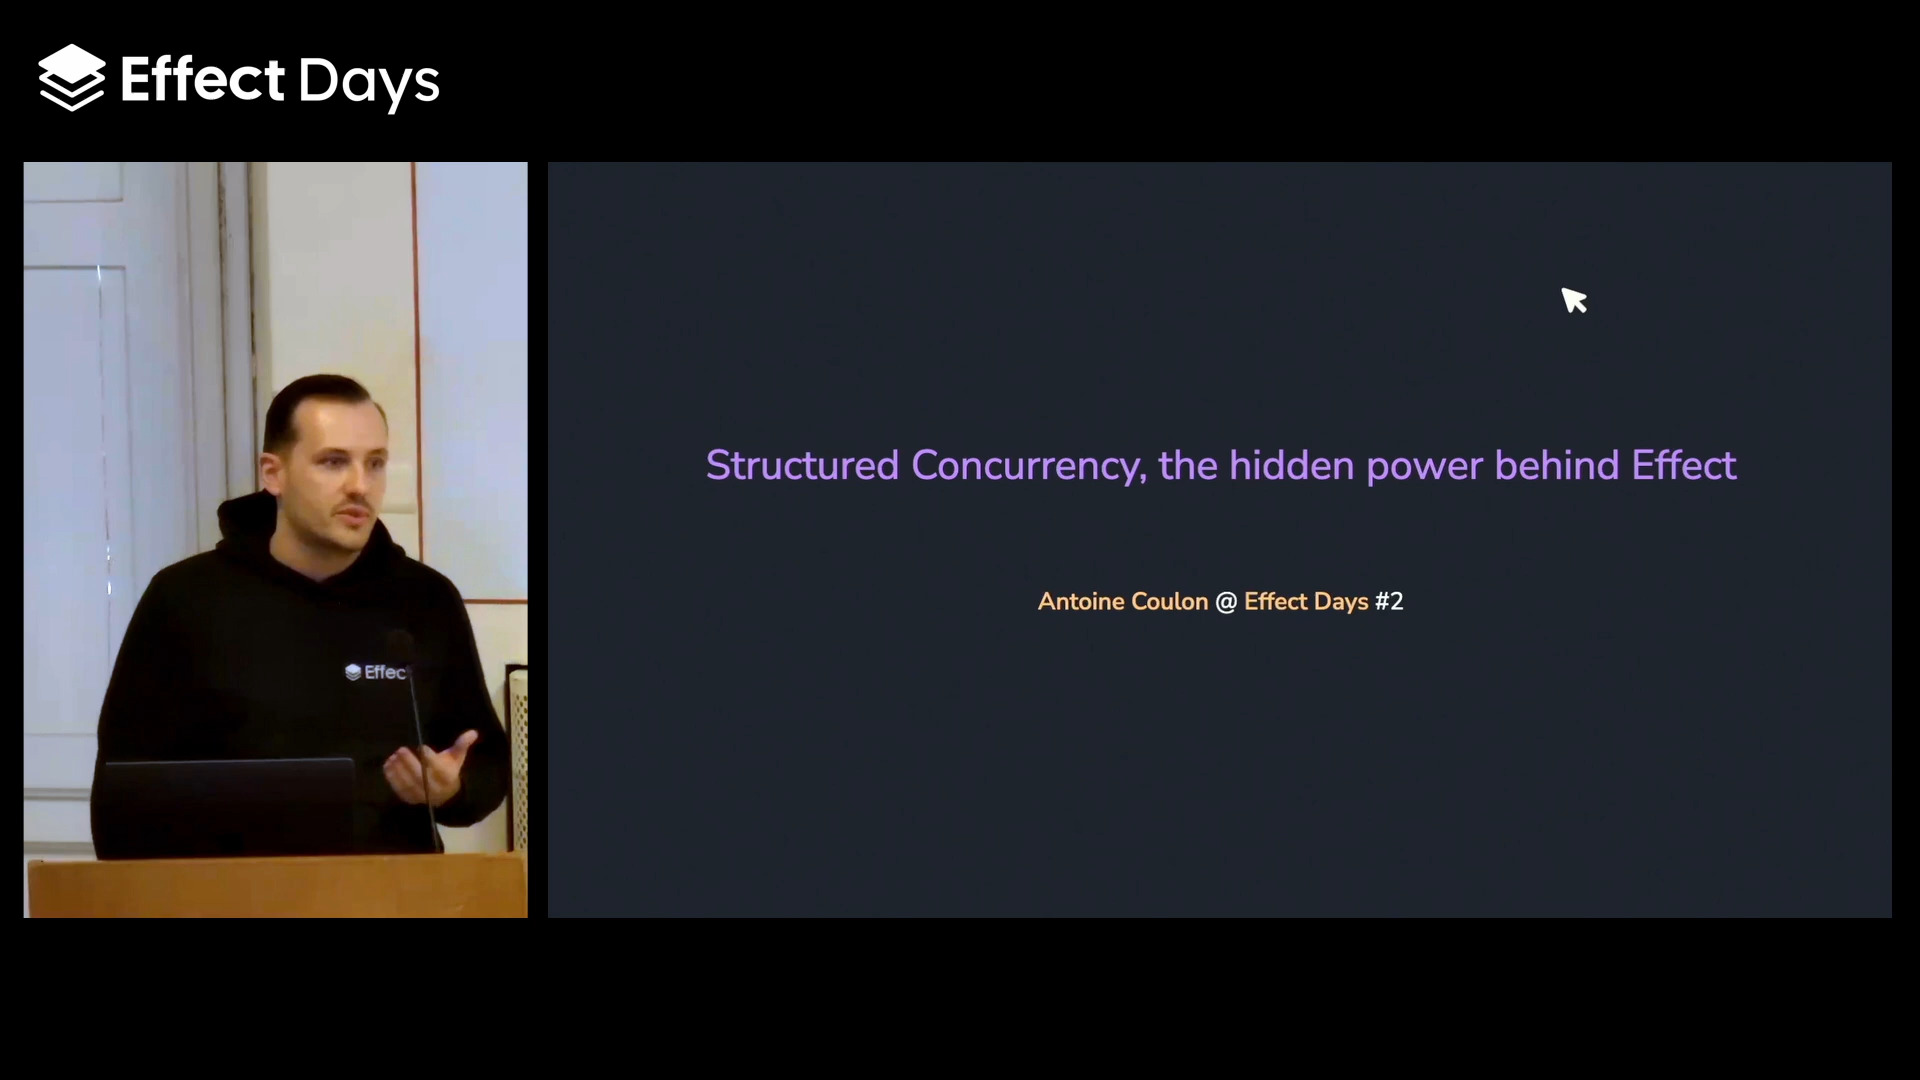 Effect Days
Structured Concurrency, the hidden power behind Effect
Antoine Coulon @ Effect Days #2
Effec